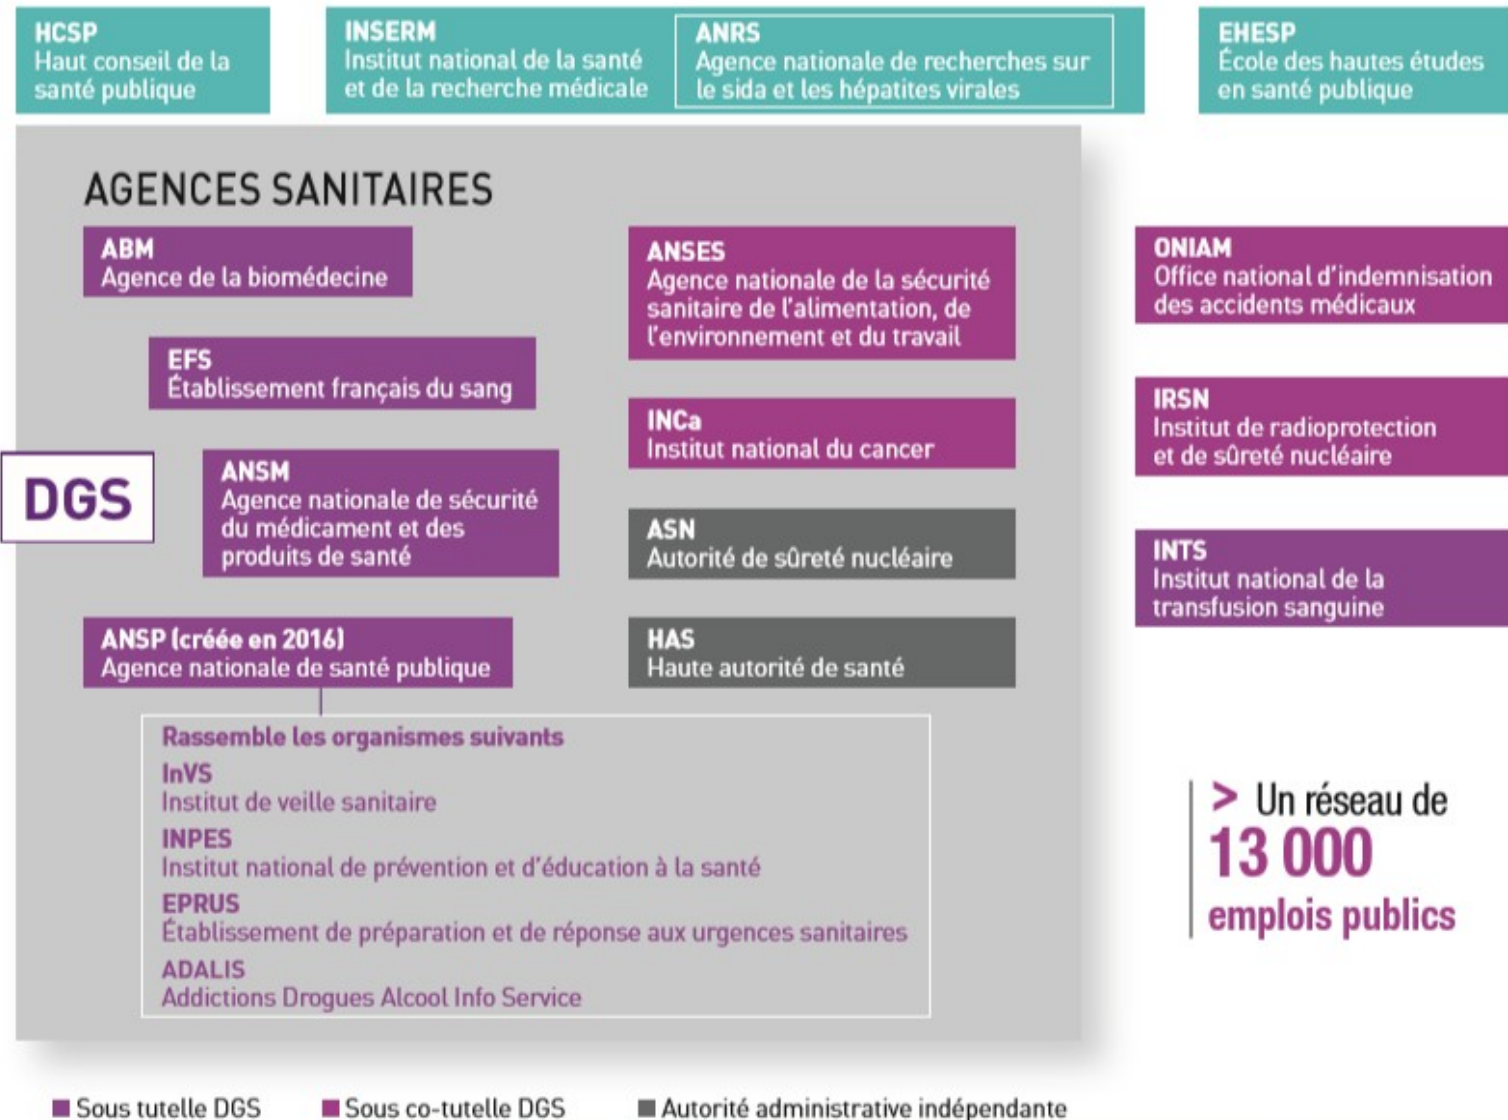 HCSP
Haut conseil de la
santé publique
INSERM
Institut national de la santé
et de la recherche médicale
ANRS
Agence nationale de recherches sur
le sida et les hépatites virales
EHESP
École des hautes études
en santé publique
AGENCES SANITAIRES
ABM
Agence de la biomédecine
EFS
Établissement français du sang
DGS
ANSM
Agence nationale de sécurité
du médicament et des
produits de santé
ANSP (créée en 2016)
Agence nationale de santé publique
Rassemble les organismes suivants
InVS
Institut de veille sanitaire
INPES
Institut national de prévention et d'éducation à la santé
EPRUS
Établissement de préparation et de réponse aux urgences sanitaires
ADALIS
Addictions Drogues Alcool Info Service
ANSES
Agence nationale de la sécurité
sanitaire de l'alimentation, de
l'environnement et du travail
INCa
Institut national du cancer
ASN
Autorité de sûreté nucléaire
HAS
Haute autorité de santé
ONIAM
Office national d'indemnisation
des accidents médicaux
IRSN
Institut de radioprotection
et de sûreté nucléaire
INTS
Institut national de la
transfusion sanguine
> Un réseau de
13 000
emplois publics
Sous tutelle DGS
Sous co-tutelle DGS
Autorité administrative indépendante